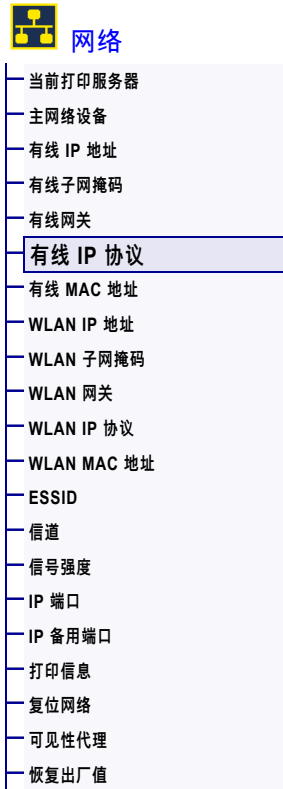 网络
当前打印服务器
主网络设备
有线 IP 地址
有线子网掩码
有线网关
有线 IP 协议
有线 MAC 地址
WLAN IP 地址
WLAN 子网掩码
WLAN 网关
WLAN IP 协议
WLAN MAC 地址
ESSID
信道
信号强度
IP 端口
IP 备用端口
打印信息
复位网络
可见性代理
恢复出厂值